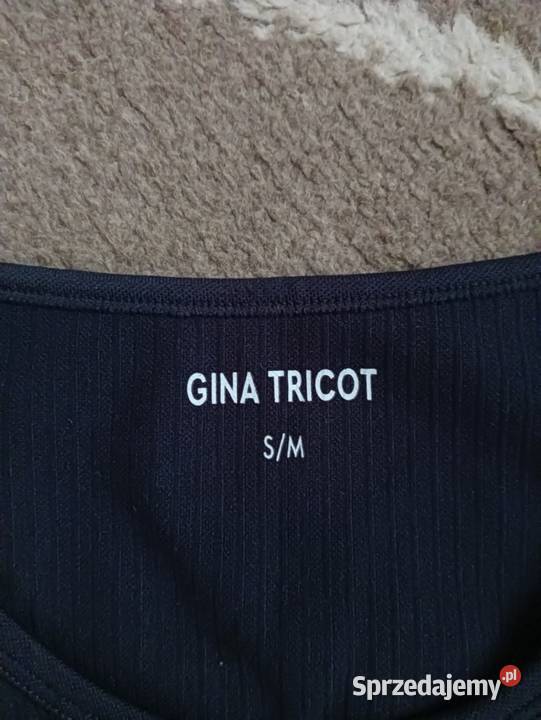 GINA TRICOT
S/M
Sprzedajemy.pl